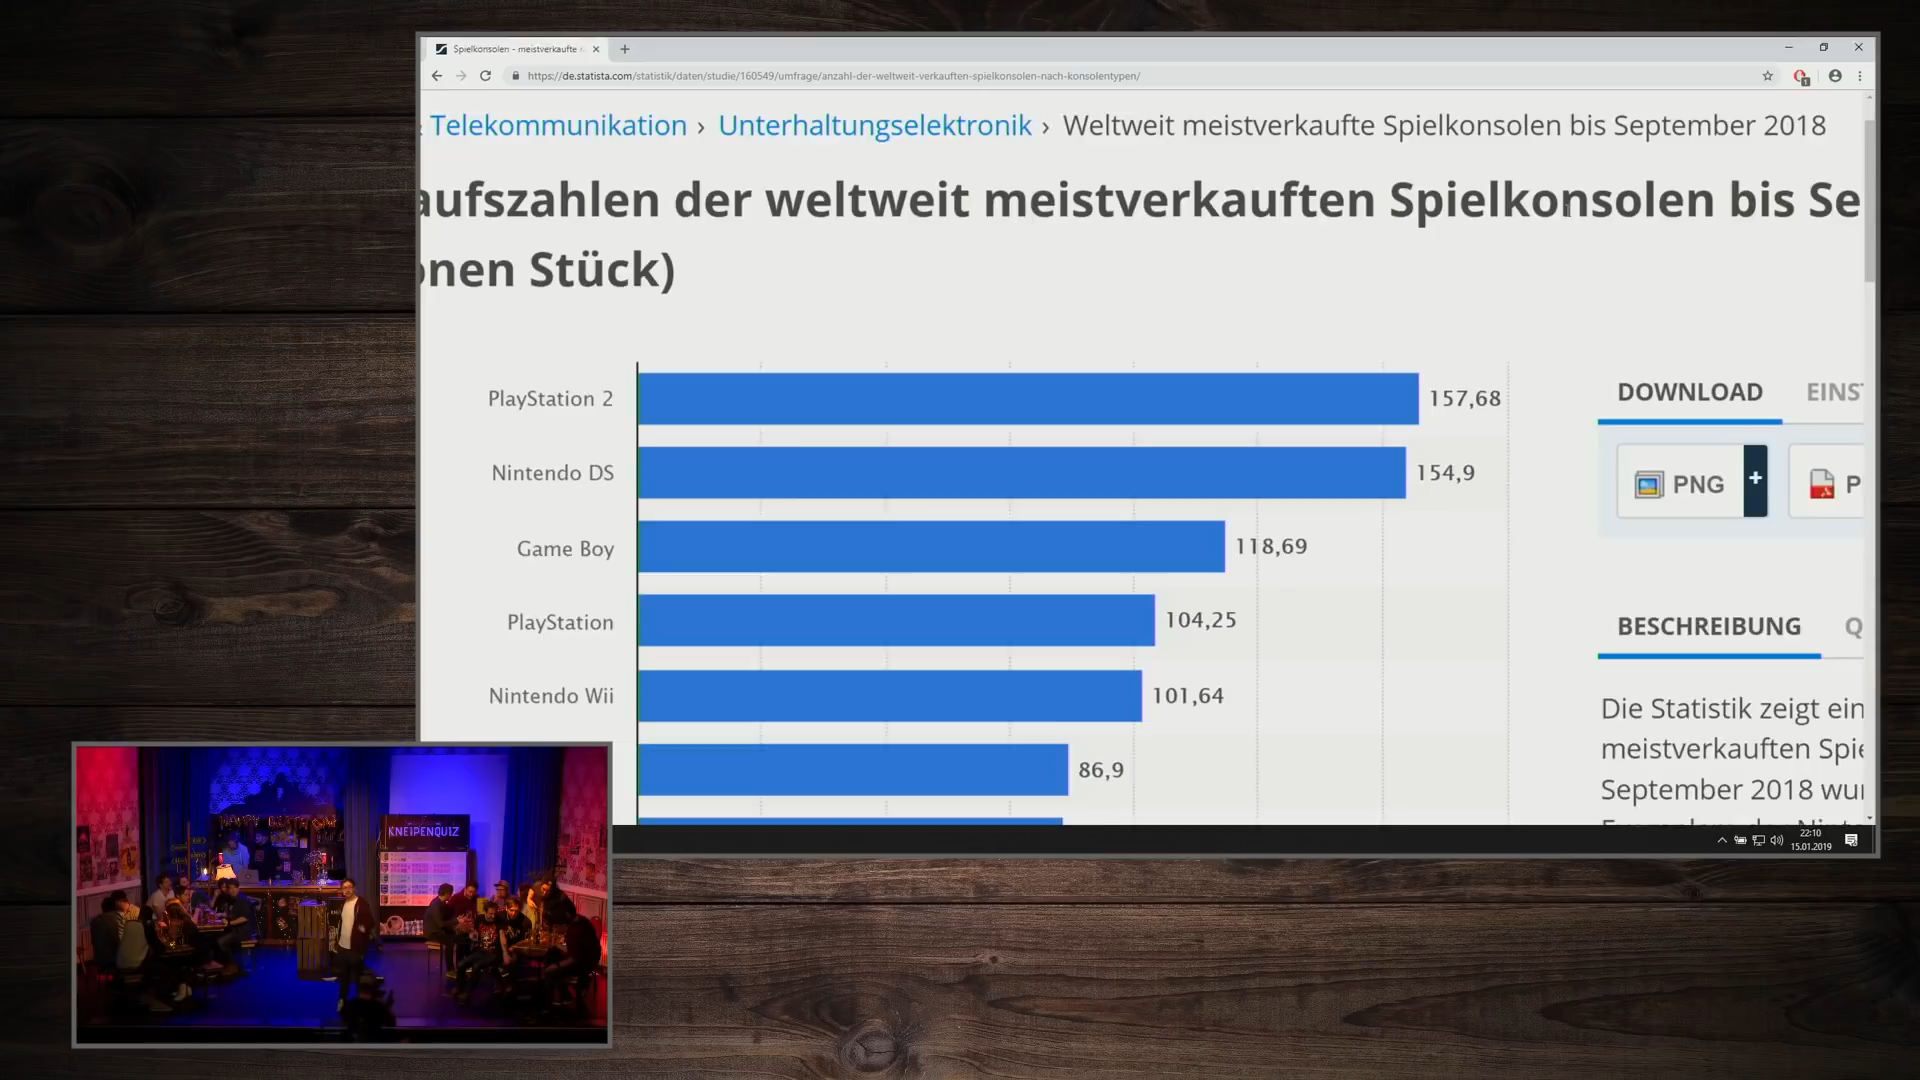 Spielkonsolen - meistverkaufte
https://de.statista.com/statistik/daten/studie/160549/umfrage/anzahl-der-weltweit-verkauften-spielkonsolen-nach-konsolentypen/
Telekommunikation › Unterhaltungselektronik › Weltweit meistverkaufte Spielkonsolen bis September 2018
aufszahlen der weltweit meistverkauften Spielkonsolen bis Se
onen Stück)
PlayStation 2 157,68
Nintendo DS 154,9
Game Boy 118,69
PlayStation 104,25
Nintendo Wii 101,64
86,9
DOWNLOAD EINST
PNG + P
BESCHREIBUNG Q
Die Statistik zeigt ein
meistverkauften Spie
September 2018 wur
22:10
15.01.2019
KNEIPENQUIZ